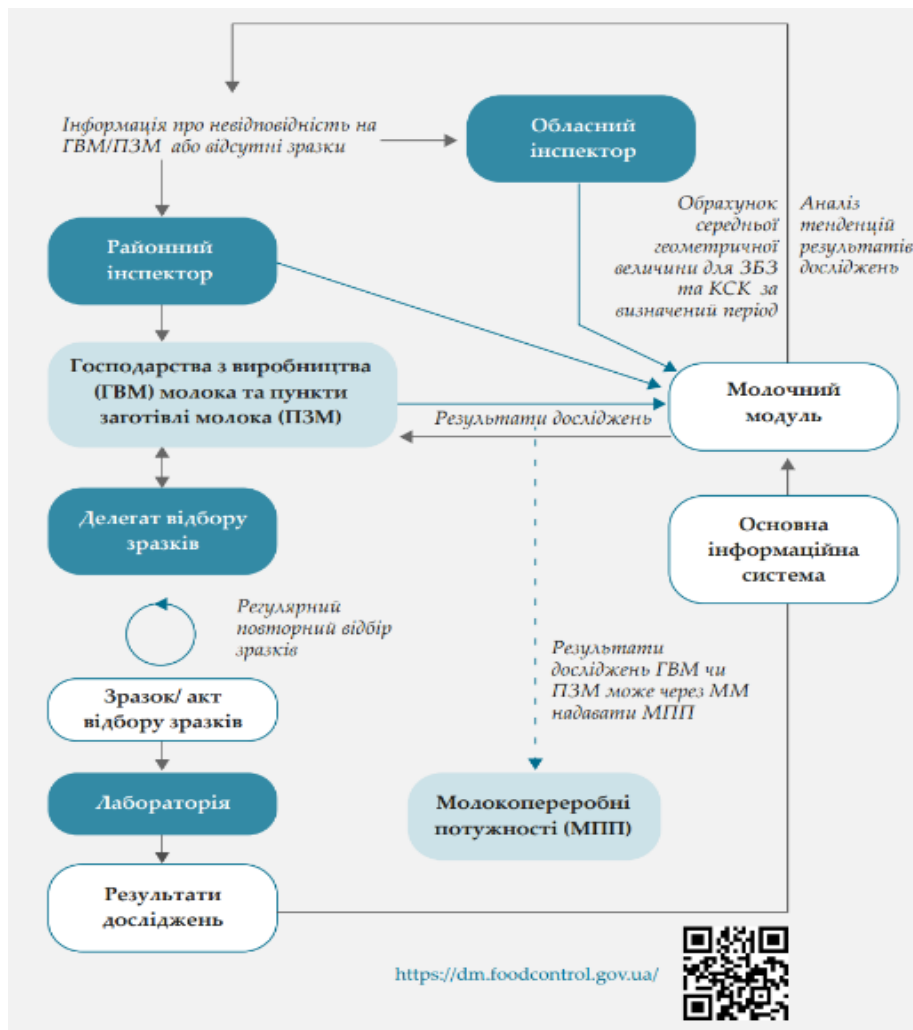 Інформація про невідповідність на
ГВМ/ПЗМ або відсутні зразки
Обласний
інспектор
Обрахунок
середньої
геометричної
величини для ЗБЗ
та КСК за
визначений період
Аналіз
тенденцій
результатів
досліджень
Районний
інспектор
Господарства з виробництва
(ГВМ) молока та пункти
заготівлі молока (ПЗМ)
Результати досліджень
Молочний
модуль
Делегат відбору
зразків
Основна
інформаційна
система
Регулярний
повторний відбір
зразків
Результати
досліджень ГВМ чи
ПЗМ може через ММ
надавати МПП
Зразок/ акт
відбору зразків
Лабораторія
Молокопереробні
потужності (МПП)
Результати
досліджень
https://dm.foodcontrol.gov.ua/